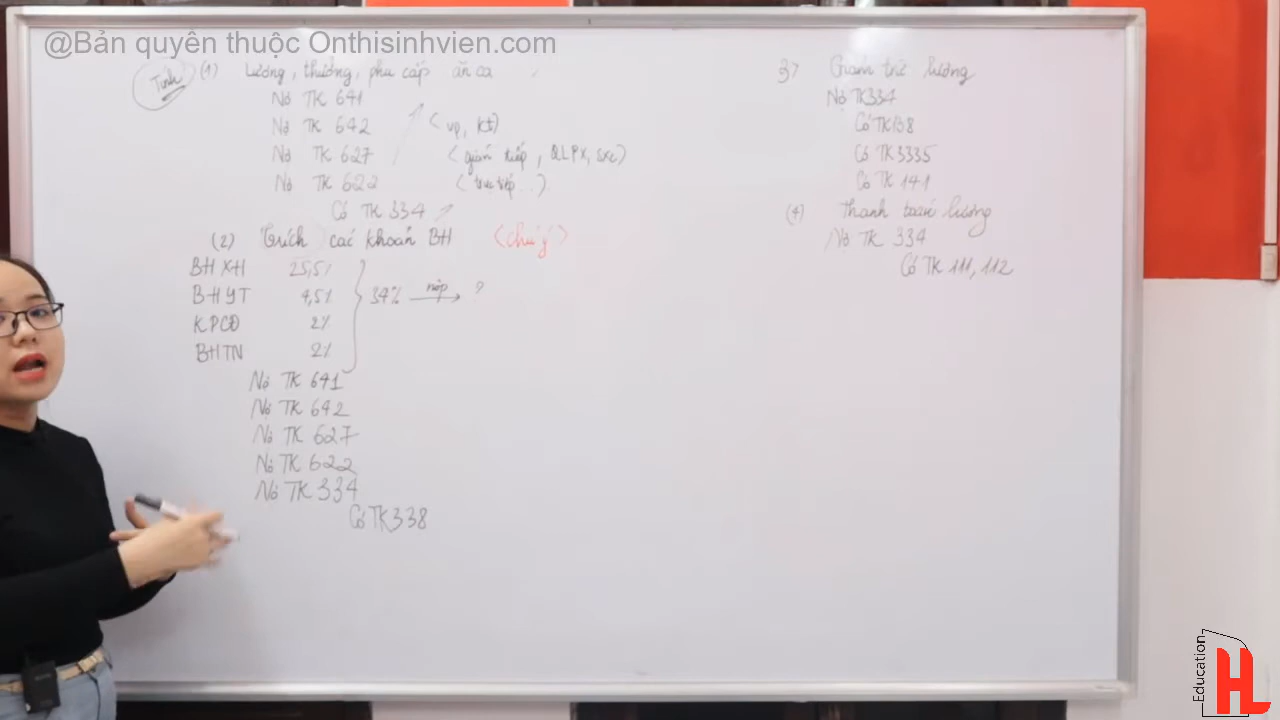 @Bản quyền thuộc Onthisinhvien.com
Tính (1) Lương, thưởng, phụ cấp ăn ca
Nợ TK 641
Nợ TK 642 (vp, kt)
Nợ TK 627 (gián tiếp, QLPX, sxc)
Nợ TK 622 (trực tiếp...)
Có TK 334
(2) Trích các khoản BH (chú ý)
BHXH 25,5%
BHYT 4,5% 34% nộp ?
KPCĐ 2%
BHTN 2%
Nợ TK 641
Nợ TK 642
Nợ TK 627
Nợ TK 622
Nợ TK 334
Có TK 338
3) Giảm trừ lương
Nợ TK 334
Có TK 138
Có TK 3335
Có TK 141
(4) Thanh toán lương
Nợ TK 334
Có TK 111, 112
Education
HL